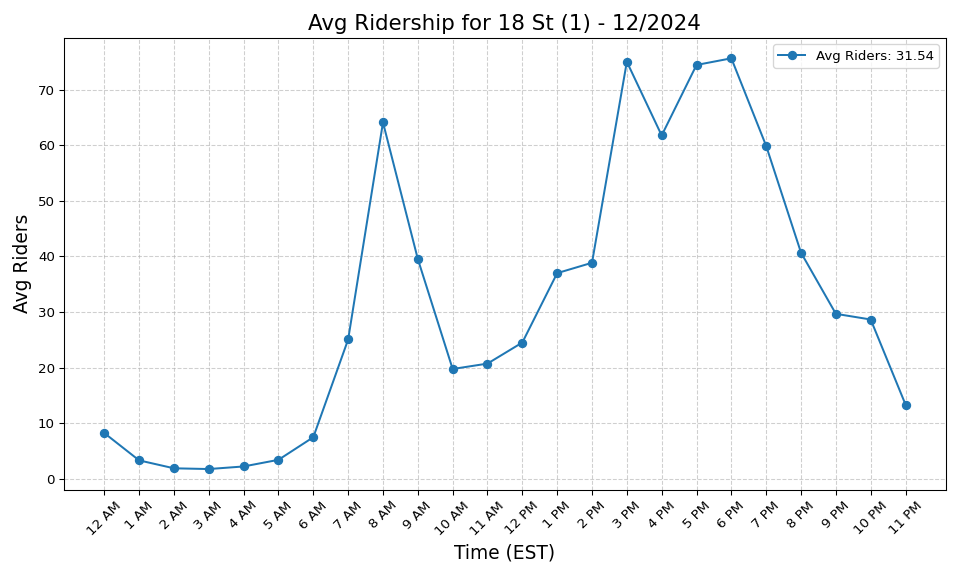 Avg Ridership for 18 St (1) - 12/2024
Avg Riders: 31.54
Avg Riders
70
60
50
40
30
20
10
0
12 AM
1 AM
2 AM
3 AM
4 AM
5 AM
6 AM
7 AM
8 AM
9 AM
10 AM
11 AM
12 PM
1 PM
2 PM
3 PM
4 PM
5 PM
6 PM
7 PM
8 PM
9 PM
10 PM
11 PM
Time (EST)